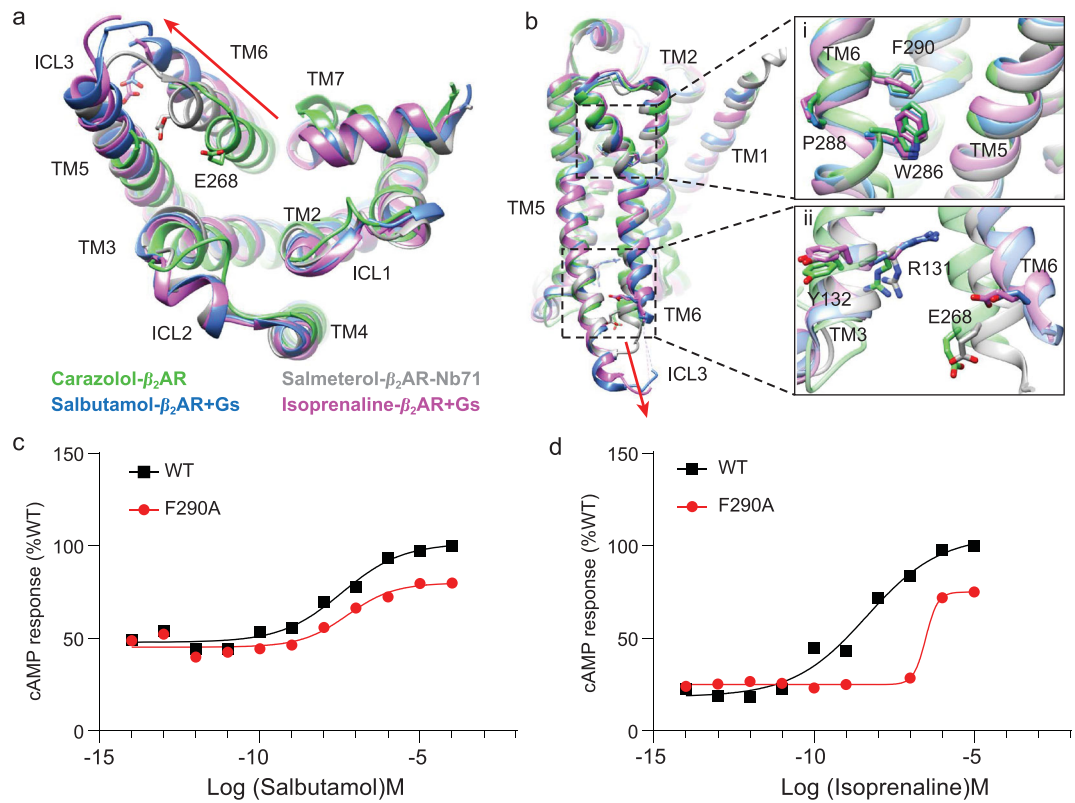 a
ICL3
TM6
TM7
TM5
E268
TM3
TM2
ICL1
ICL2
TM4
Carazolol-β₂AR
Salmeterol-β₂AR-Nb71
Salbutamol-β₂AR+Gs
Isoprenaline-β₂AR+Gs
b
TM2
TM1
TM5
TM6
ICL3
i
TM6
F290
P288
W286
TM5
ii
R131
TM6
Y132
E268
TM3
c
150
WT
F290A
100
50
0
cAMP response (%WT)
-15
-10
-5
Log (Salbutamol)M
d
150
WT
F290A
100
50
0
cAMP response (%WT)
-15
-10
-5
Log (Isoprenaline)M